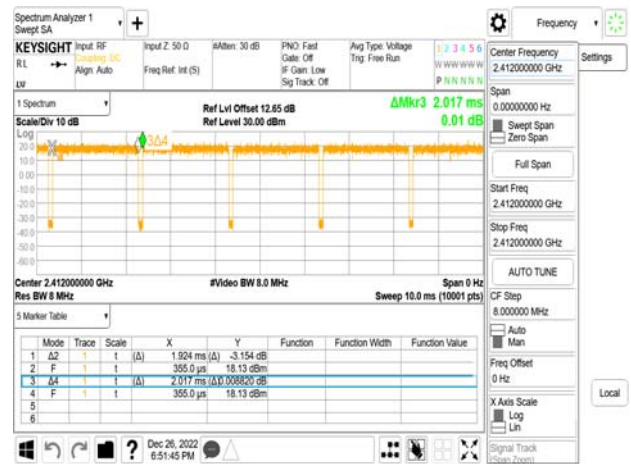 Spectrum Analyzer 1
Swept SA
Frequency
KEYSIGHT Input: RF Input Z: 50 Ω #Atten: 30 dB PNO: Fast Avg Type: Voltage 1 2 3 4 5 6
RL Coupling: DC Gate: Off Trig: Free Run W WW WW W
Align: Auto Freq Ref: Int (S) IF Gain: Low
Sig Track: Off P N N N N N
1 Spectrum
Scale/Div 10 dB
Ref Lvl Offset 12.65 dB
Ref Level 30.00 dBm
ΔMkr3 2.017 ms
0.01 dB
Log
20.0
10.0
0.00
-10.0
-20.0
-30.0
-40.0
-50.0
-60.0
3Δ4
Center 2.412000000 GHz #Video BW 8.0 MHz Span 0 Hz
Res BW 8 MHz Sweep 10.0 ms (10001 pts)
5 Marker Table
Mode Trace Scale X Y Function Function Width Function Value
1 Δ2 1 t (Δ) 1.924 ms (Δ) -3.154 dB
2 F 1 t 355.0 µs 18.13 dBm
3 Δ4 1 t (Δ) 2.017 ms (Δ) 0.008820 dB
4 F 1 t 355.0 µs 18.13 dBm
5
6
Dec 26, 2022
6:51:45 PM
Center Frequency
2.412000000 GHz
Settings
Span
0.00000000 Hz
Swept Span
Zero Span
Full Span
Start Freq
2.412000000 GHz
Stop Freq
2.412000000 GHz
AUTO TUNE
CF Step
8.000000 MHz
Auto
Man
Freq Offset
0 Hz
X Axis Scale
Log
Lin
Local
Signal Track
(Span Zoom)